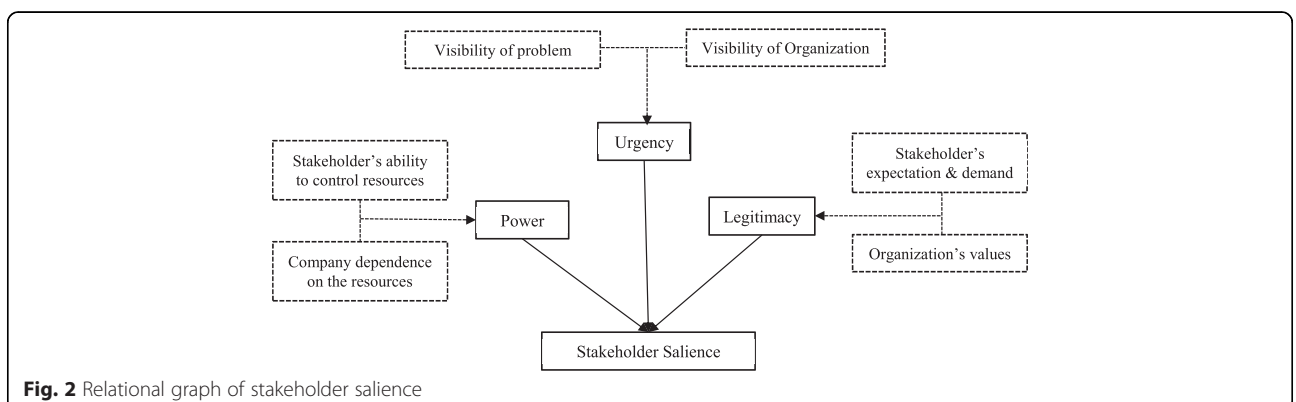 Visibility of problem
Visibility of Organization
Urgency
Stakeholder's ability
to control resources
Stakeholder's
expectation & demand
Power
Legitimacy
Company dependence
on the resources
Organization's values
Stakeholder Salience
Fig. 2 Relational graph of stakeholder salience